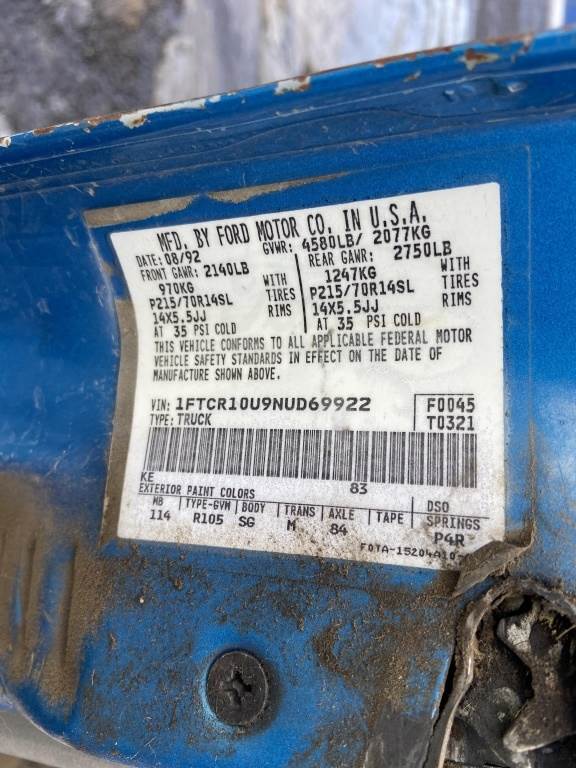 MFD. BY FORD MOTOR CO. IN U.S.A.
DATE: 08/92 GVWR: 4580LB/ 2077KG
FRONT GAWR: 2140LB REAR GAWR: 2750LB
970KG WITH 1247KG WITH
P215/70R14SL TIRES P215/70R14SL TIRES
14X5.5JJ RIMS 14X5.5JJ RIMS
AT 35 PSI COLD AT 35 PSI COLD
THIS VEHICLE CONFORMS TO ALL APPLICABLE FEDERAL MOTOR
VEHICLE SAFETY STANDARDS IN EFFECT ON THE DATE OF
MANUFACTURE SHOWN ABOVE.
VIN: 1FTCR10U9NUD69922 F0045
TYPE: TRUCK T0321
KE 83
EXTERIOR PAINT COLORS DSO
WB TYPE-GVW BODY TRANS AXLE TAPE SPRINGS
114 R105 SG M 84 P4R